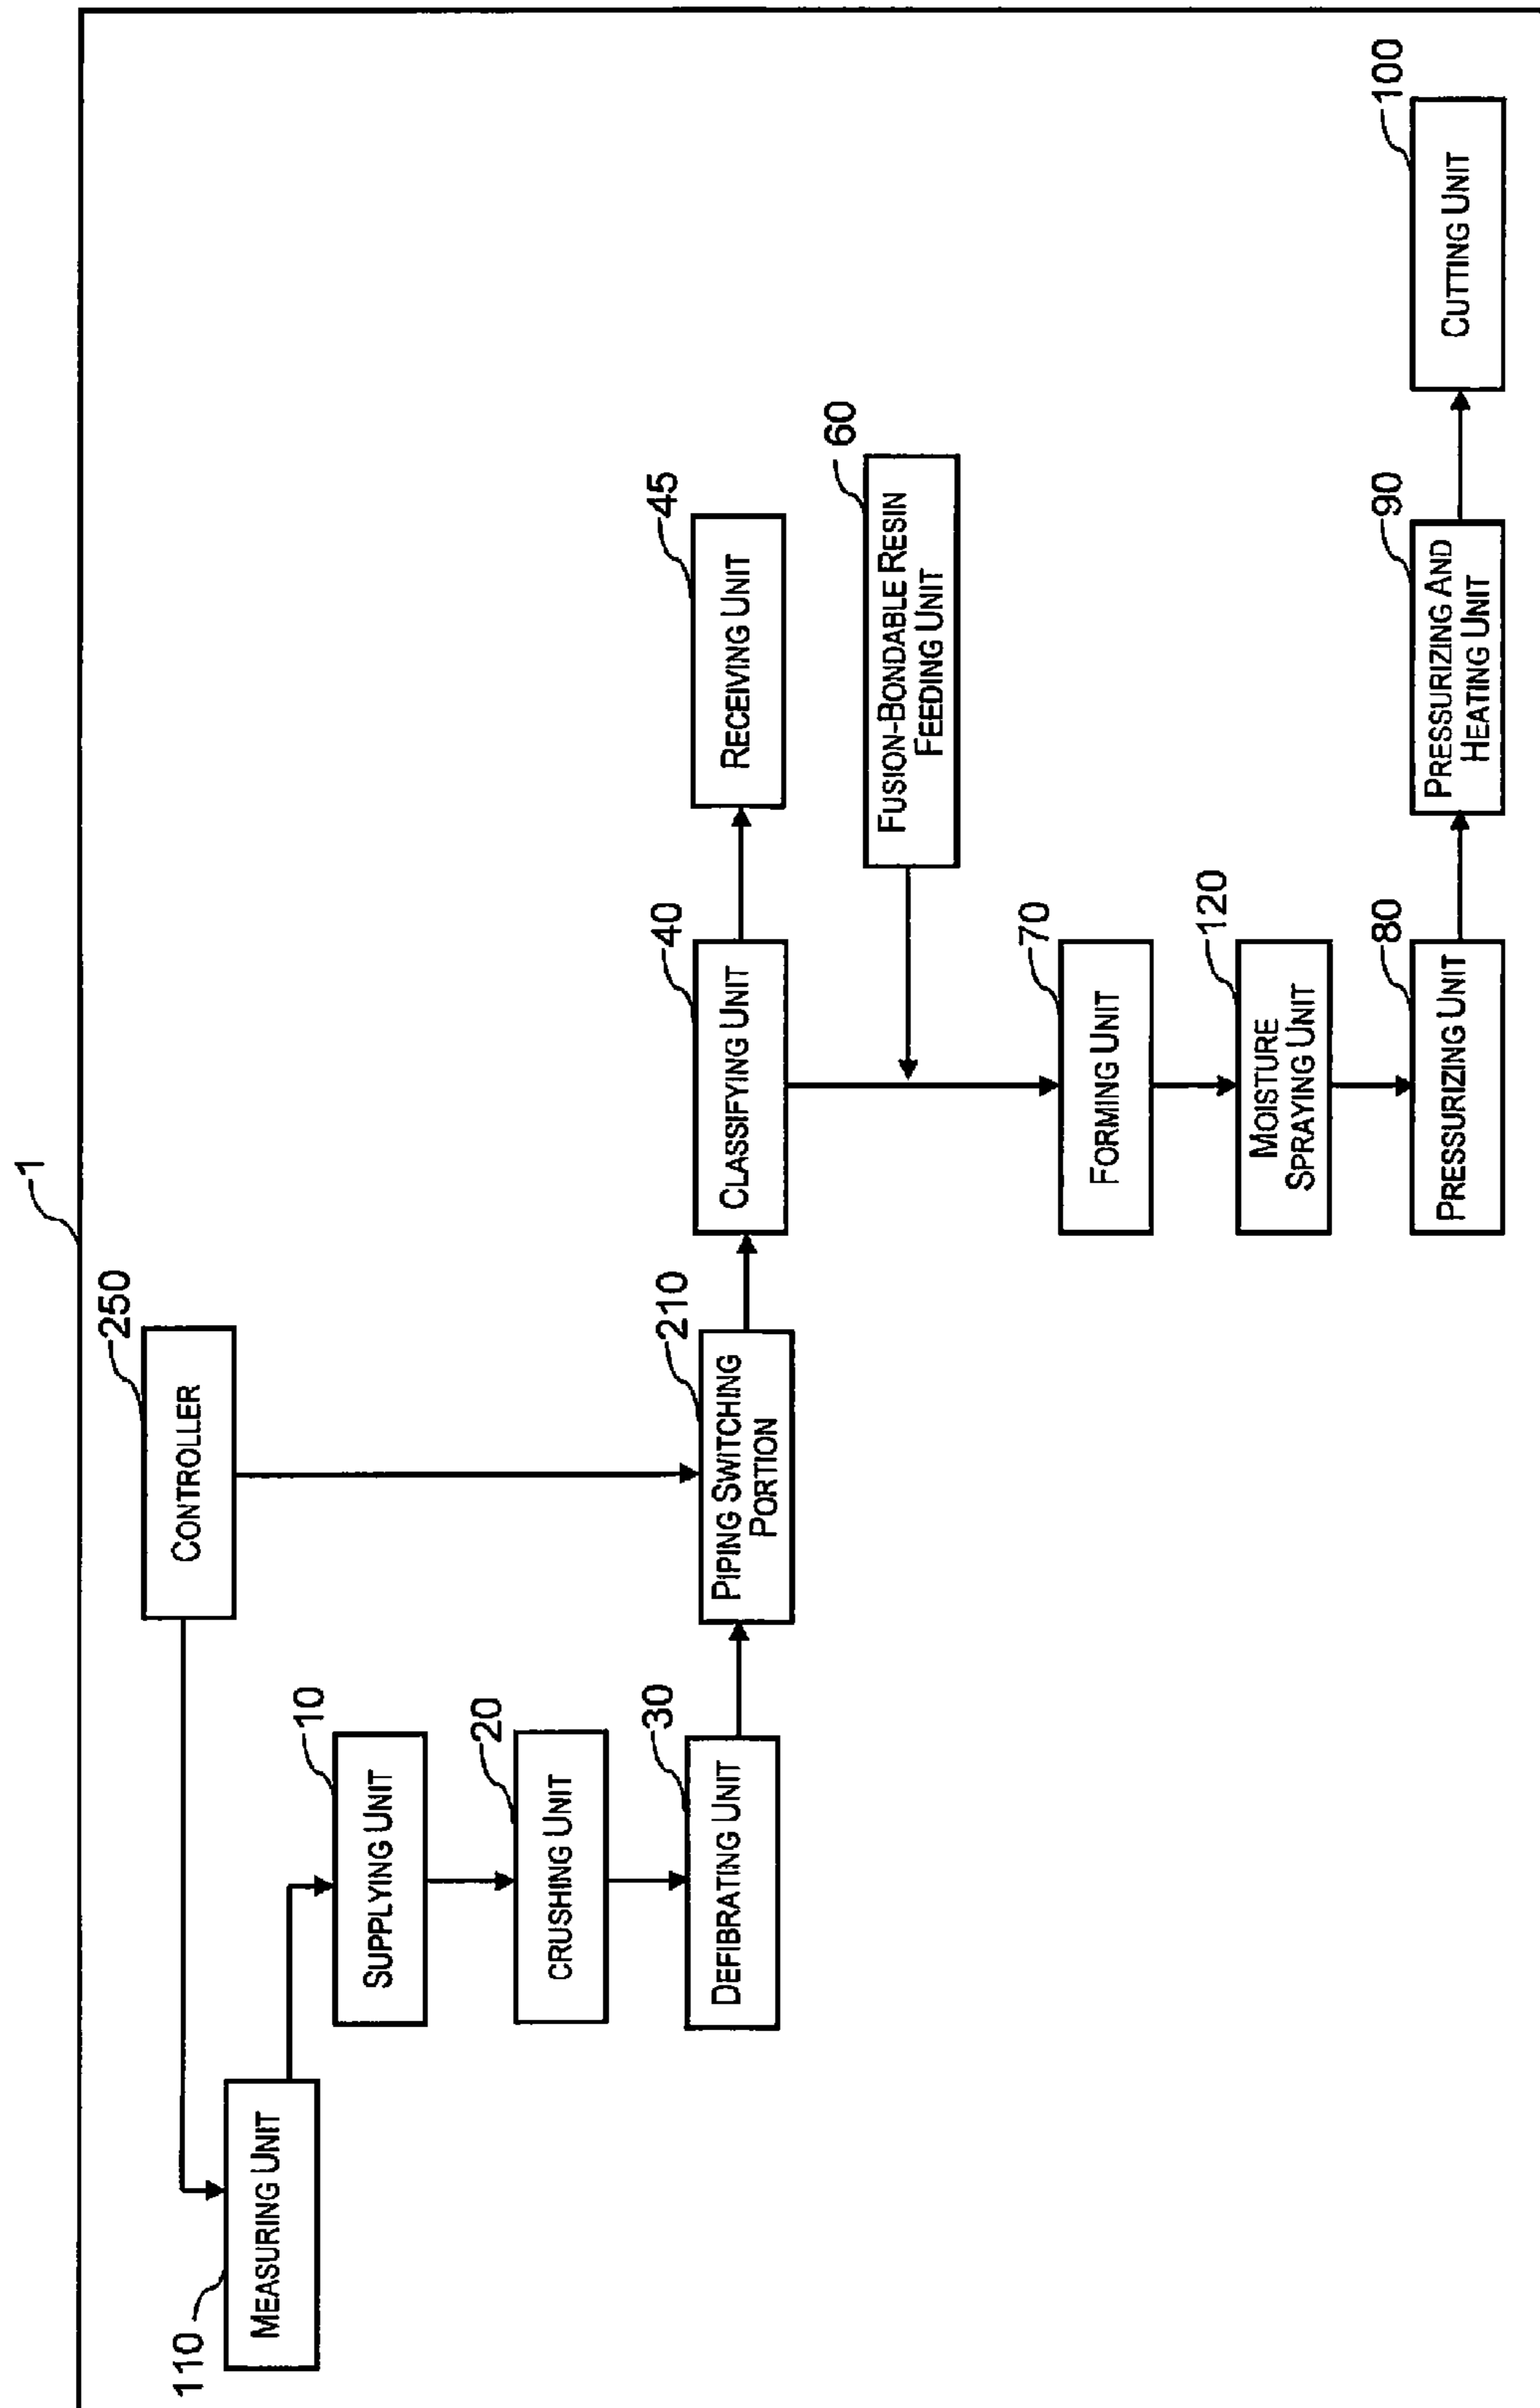 1
250
CONTROLLER
110
MEASURING UNIT
10
SUPPLYING UNIT
20
CRUSHING UNIT
30
DEFIBRATING UNIT
210
PIPING SWITCHING
PORTION
40
CLASSIFYING UNIT
45
RECEIVING UNIT
60
FUSION-BONDABLE RESIN
FEEDING UNIT
70
FORMING UNIT
120
MOISTURE
SPRAYING UNIT
80
PRESSURIZING UNIT
90
PRESSURIZING AND
HEATING UNIT
100
CUTTING UNIT